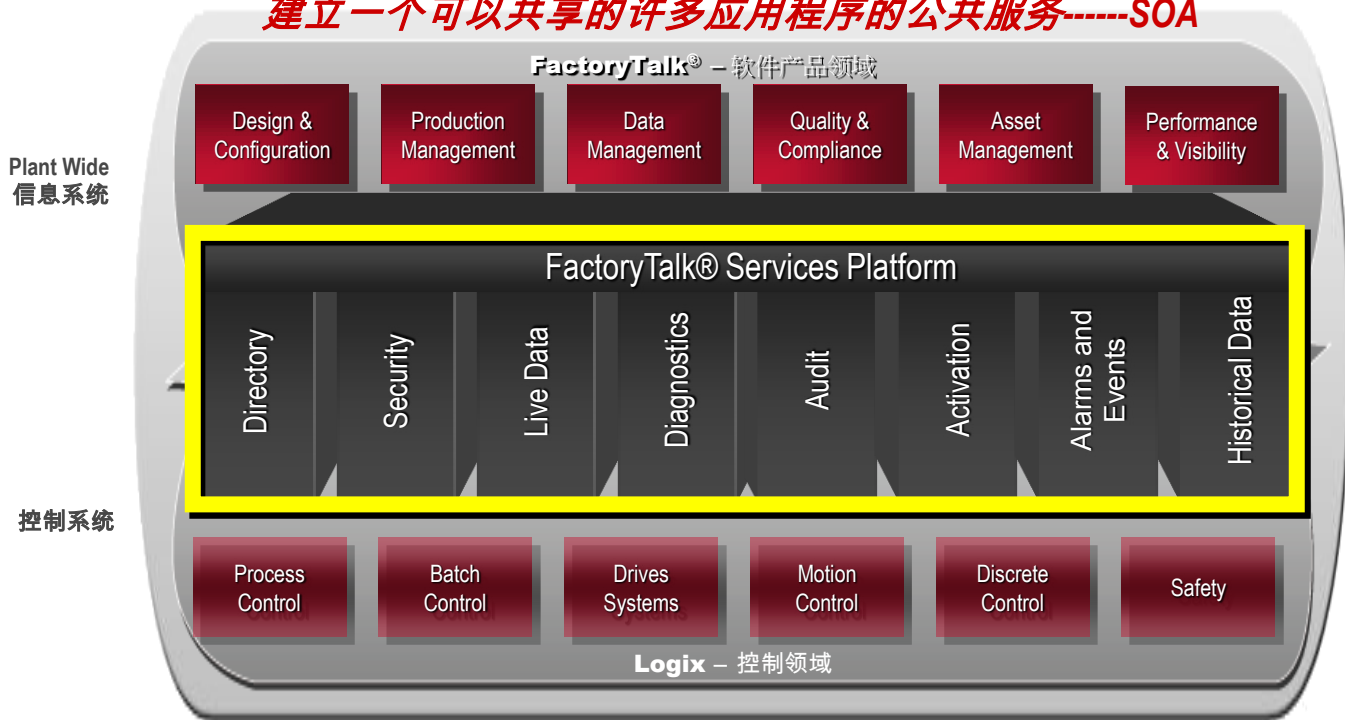 建立一个可以共享的许多应用程序的公共服务------SOA
FactoryTalk® – 软件产品领域
Design &
Configuration
Production
Management
Data
Management
Quality &
Compliance
Asset
Management
Performance
& Visibility
Plant Wide
信息系统
FactoryTalk® Services Platform
Directory
Security
Live Data
Diagnostics
Audit
Activation
Alarms and
Events
Historical Data
控制系统
Process
Control
Batch
Control
Drives
Systems
Motion
Control
Discrete
Control
Safety
Logix – 控制领域